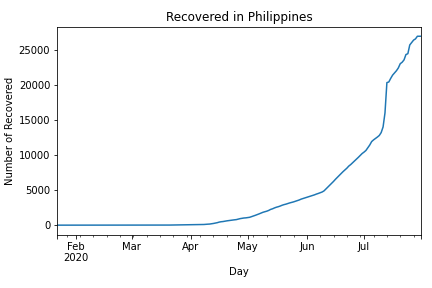 Recovered in Philippines
Number of Recovered
25000
20000
15000
10000
5000
0
Feb Mar Apr May Jun Jul
2020
Day